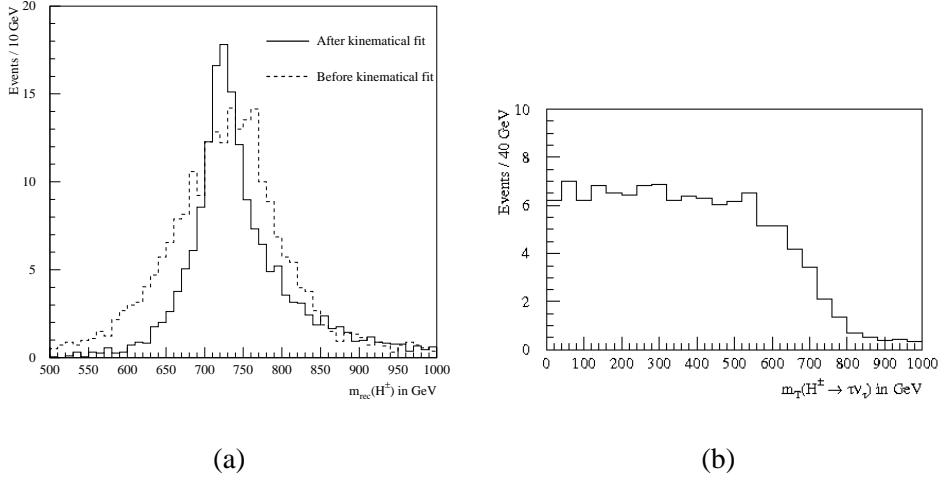 Events / 10 GeV
20
15
10
5
0
After kinematical fit
Before kinematical fit
500 550 600 650 700 750 800 850 900 950 1000
m_rec(H^±) in GeV
(a)
Events / 40 GeV
10
8
6
4
2
0
0 100 200 300 400 500 600 700 800 900 1000
m_T(H^± → τν_τ) in GeV
(b)